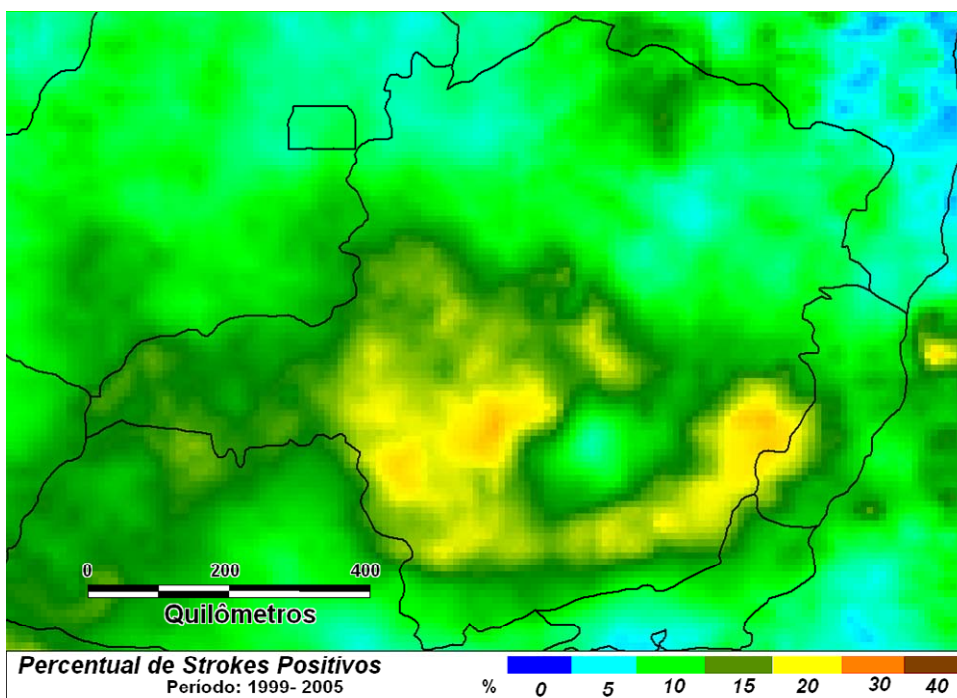 0 200 400
Quilômetros
Percentual de Strokes Positivos
Período: 1999- 2005
% 0 5 10 15 20 30 40